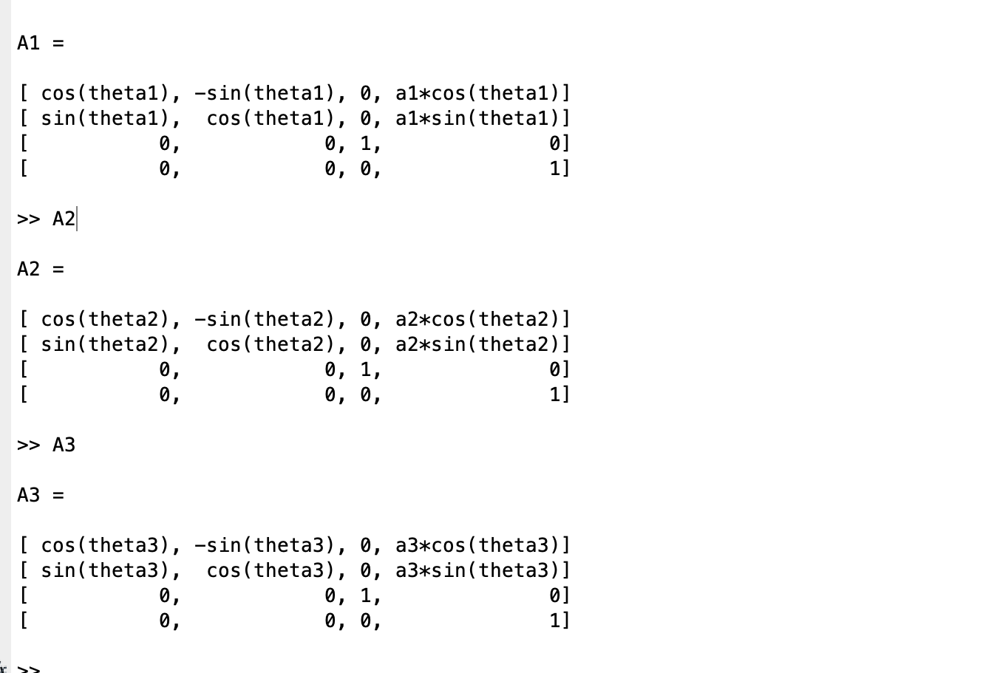 A1 =
[ cos(theta1), -sin(theta1), 0, a1*cos(theta1)]
[ sin(theta1),  cos(theta1), 0, a1*sin(theta1)]
[           0,            0, 1,              0]
[           0,            0, 0,              1]
>> A2
A2 =
[ cos(theta2), -sin(theta2), 0, a2*cos(theta2)]
[ sin(theta2),  cos(theta2), 0, a2*sin(theta2)]
[           0,            0, 1,              0]
[           0,            0, 0,              1]
>> A3
A3 =
[ cos(theta3), -sin(theta3), 0, a3*cos(theta3)]
[ sin(theta3),  cos(theta3), 0, a3*sin(theta3)]
[           0,            0, 1,              0]
[           0,            0, 0,              1]
>>